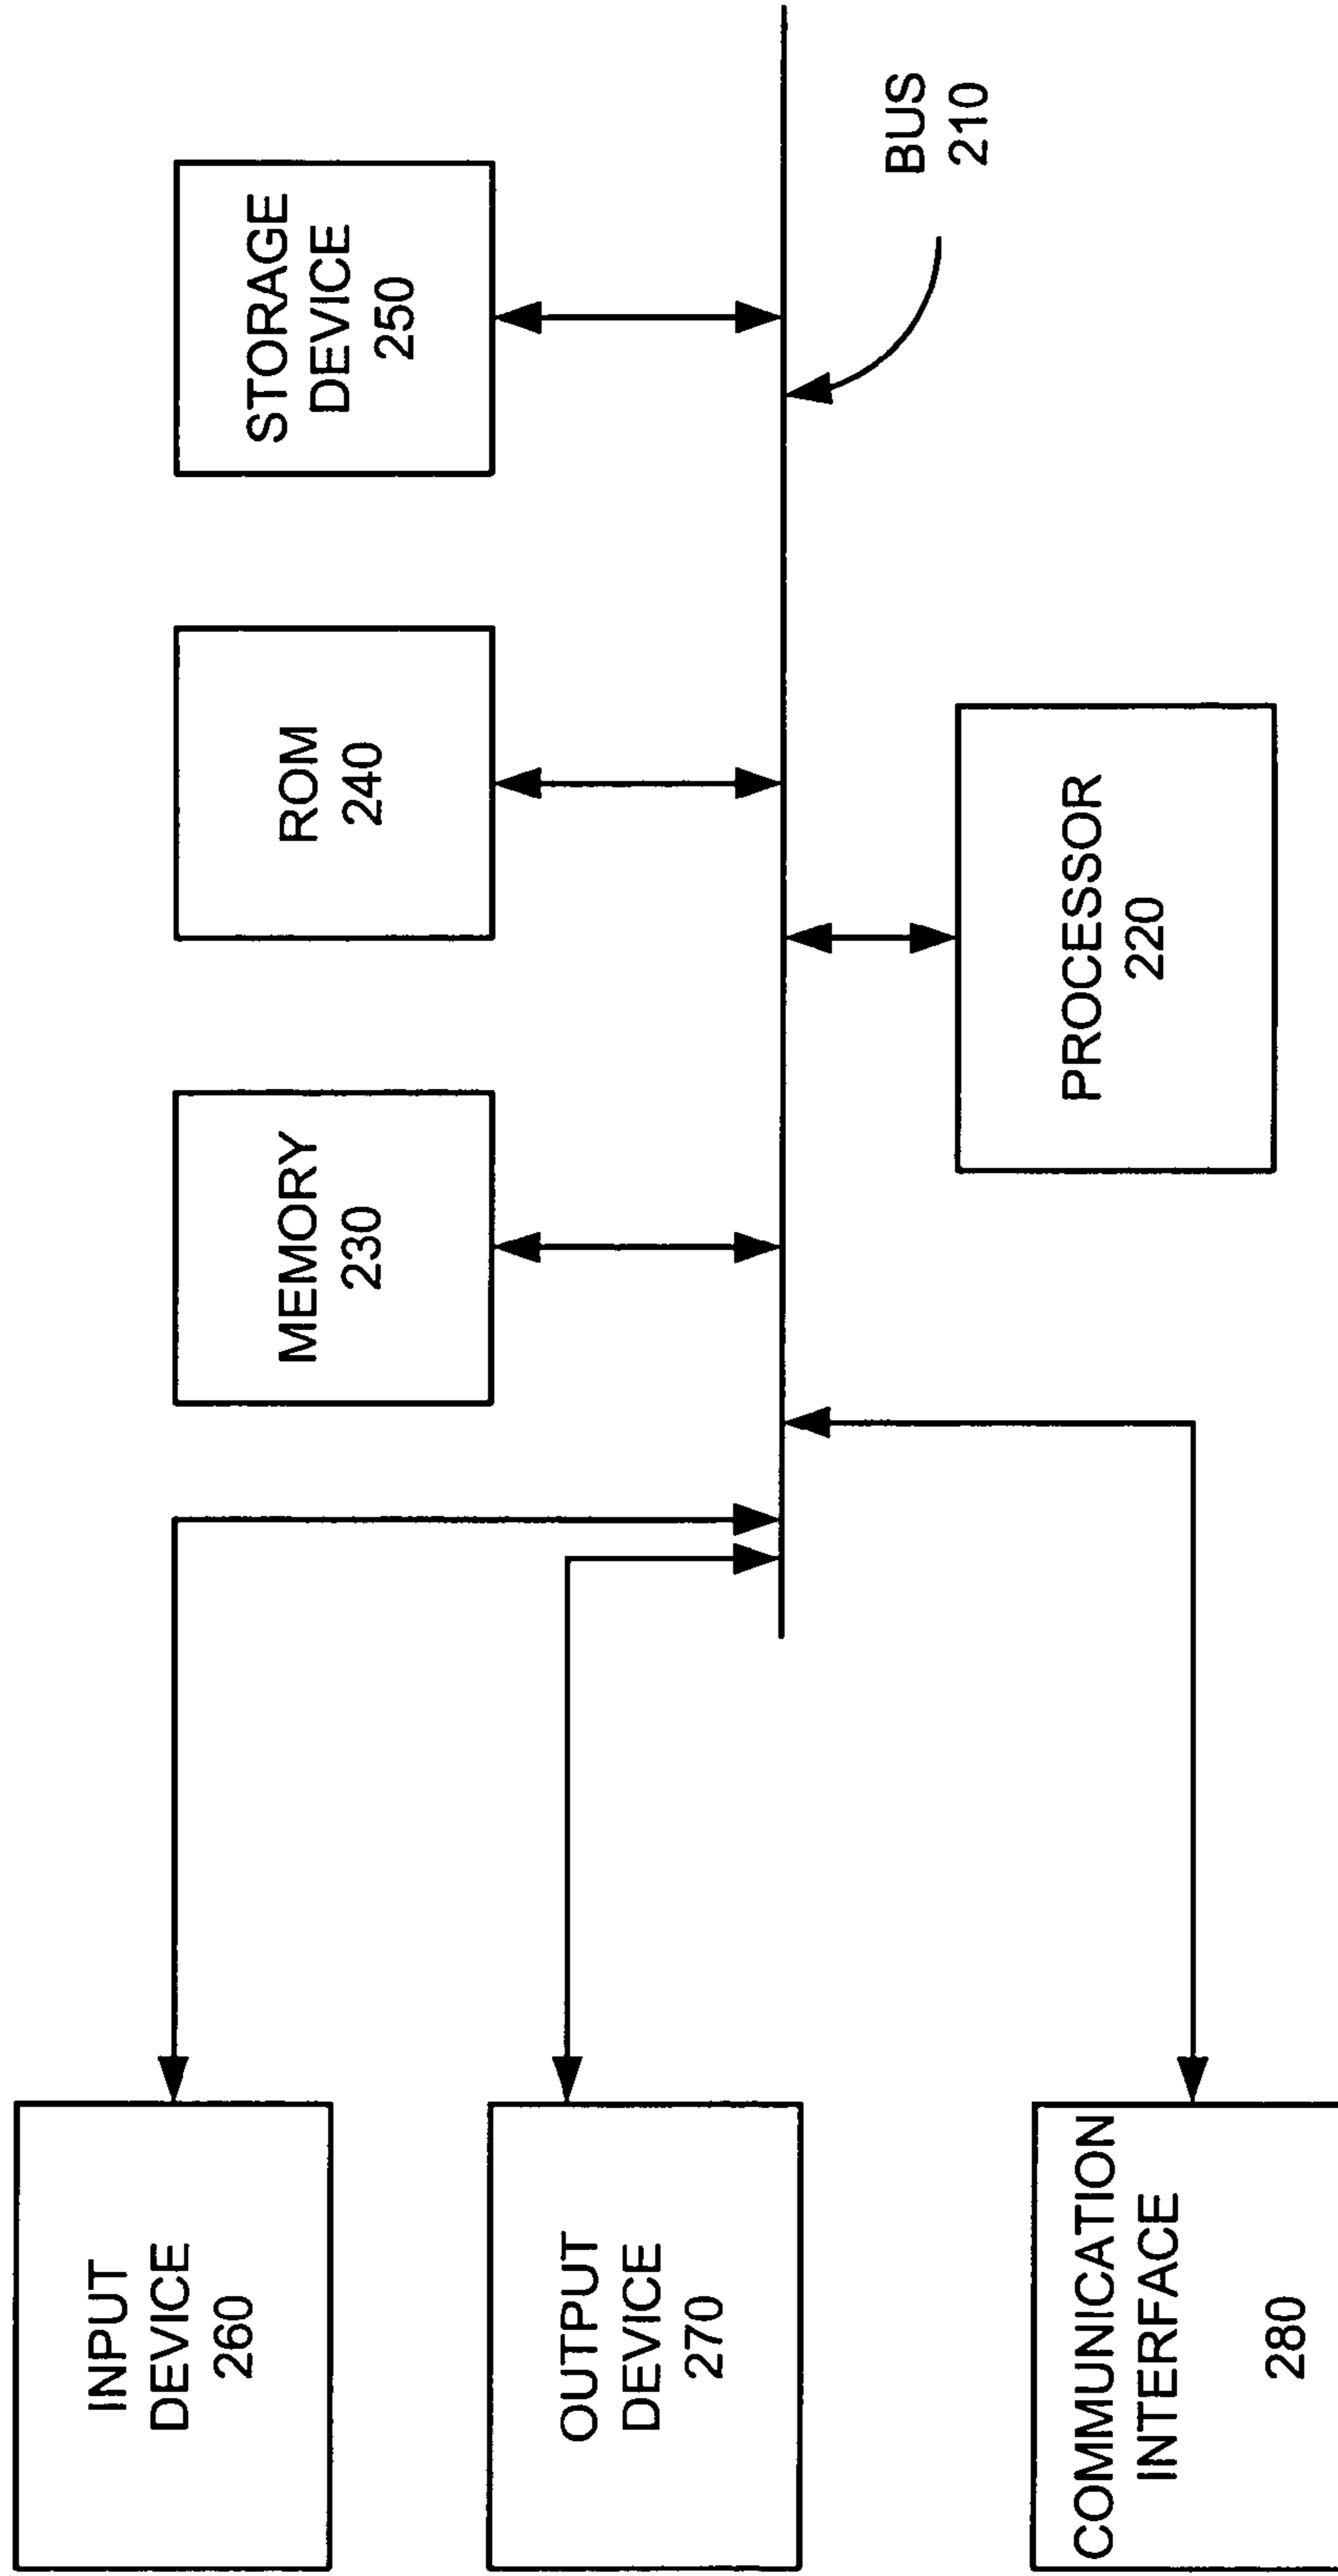 INPUT
DEVICE
260
OUTPUT
DEVICE
270
COMMUNICATION
INTERFACE
280
MEMORY
230
ROM
240
STORAGE
DEVICE
250
PROCESSOR
220
BUS
210